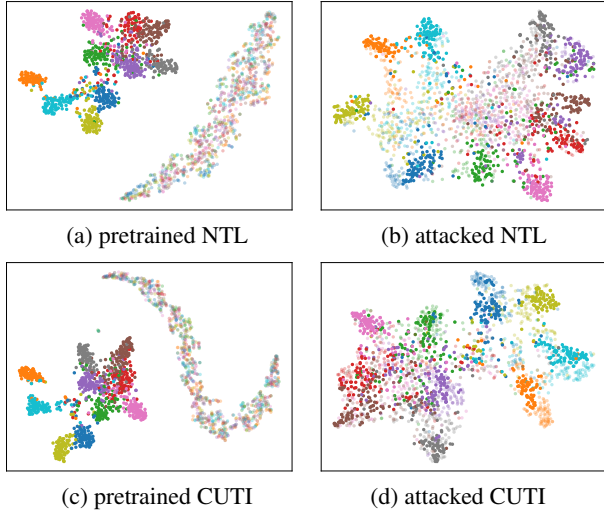 (a) pretrained NTL
(b) attacked NTL
(c) pretrained CUTI
(d) attacked CUTI